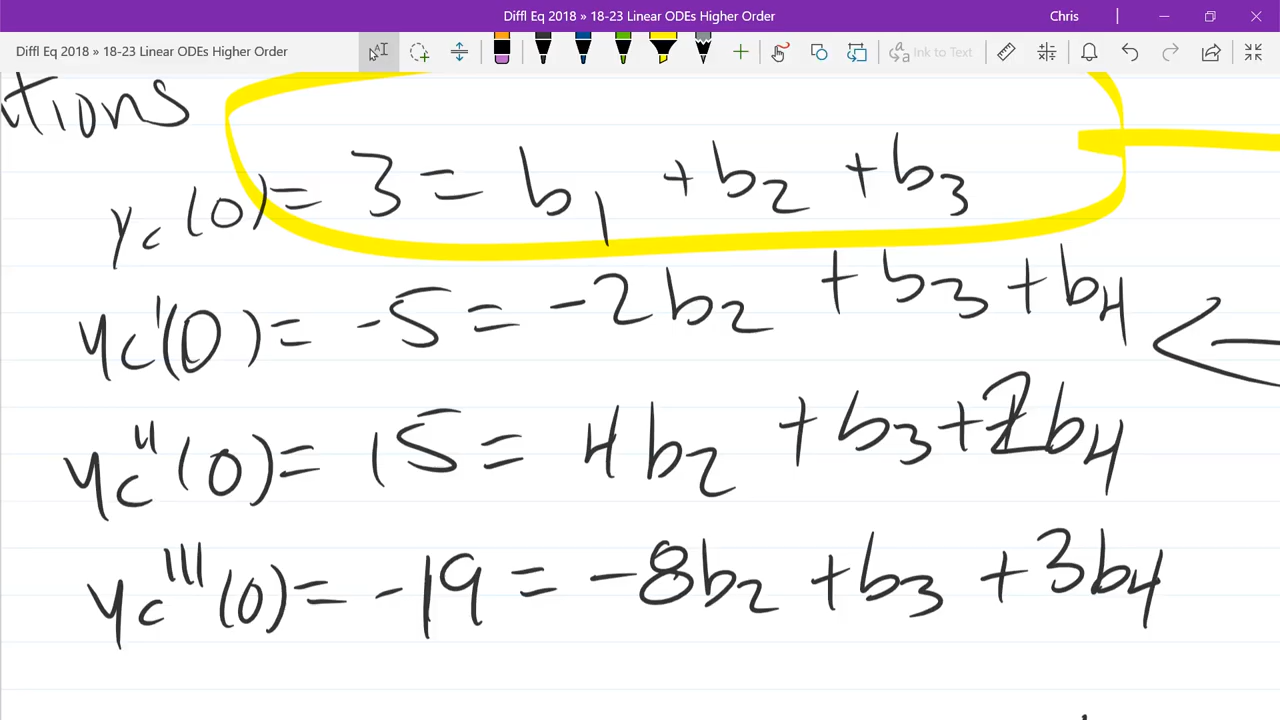 Diffl Eq 2018 » 18-23 Linear ODEs Higher Order
Chris
Diffl Eq 2018 » 18-23 Linear ODEs Higher Order
Ink to Text
tions
yc(0) = 3 = b1 + b2 + b3
yc'(0) = -5 = -2b2 + b3 + b4
yc''(0) = 15 = 4b2 + b3 + 2b4
yc'''(0) = -19 = -8b2 + b3 + 3b4